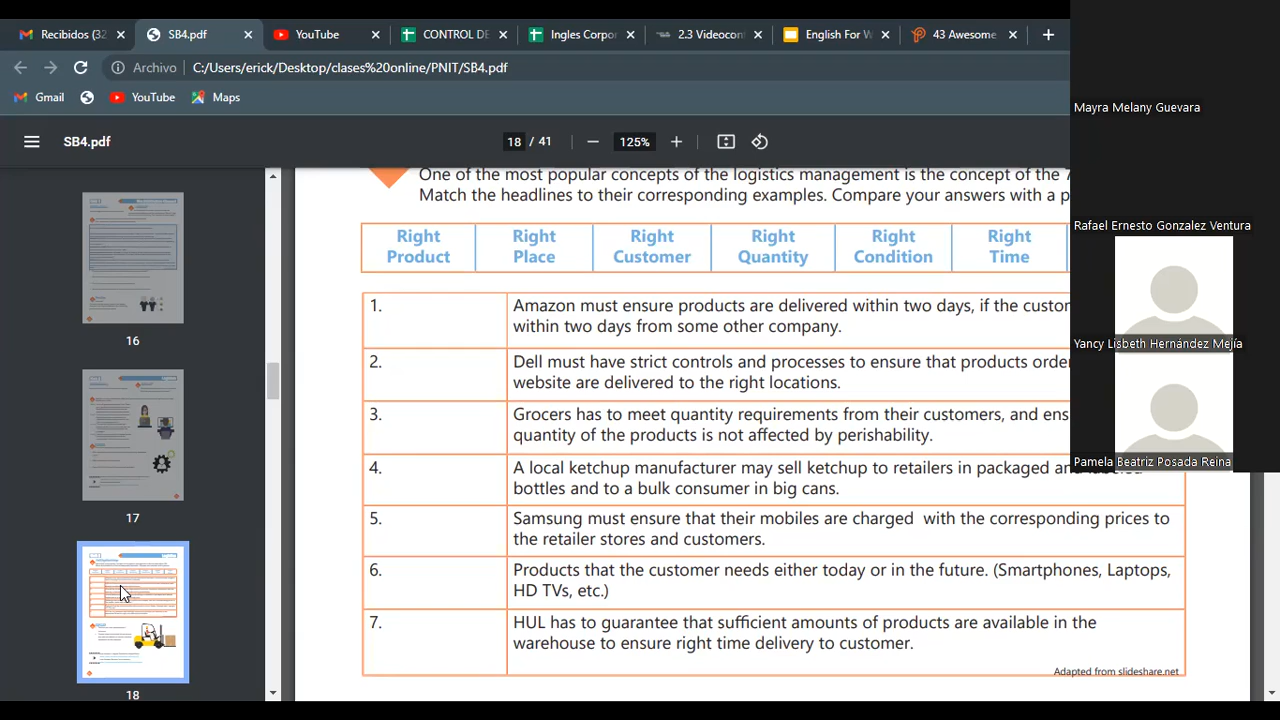 Recibidos (32
SB4.pdf
YouTube
CONTROL DE
Ingles Corpor
2.3 Videocont
English For W
43 Awesome
Archivo
C:/Users/erick/Desktop/clases%20online/PNIT/SB4.pdf
Gmail
YouTube
Maps
SB4.pdf
18 / 41
125%
16
17
18
One of the most popular concepts of the logistics management is the concept of the 7
Match the headlines to their corresponding examples. Compare your answers with a p
Right Product
Right Place
Right Customer
Right Quantity
Right Condition
Right Time
1.
Amazon must ensure products are delivered within two days, if the custom
within two days from some other company.
2.
Dell must have strict controls and processes to ensure that products orde
website are delivered to the right locations.
3.
Grocers has to meet quantity requirements from their customers, and ens
quantity of the products is not affected by perishability.
4.
A local ketchup manufacturer may sell ketchup to retailers in packaged and labeled
bottles and to a bulk consumer in big cans.
5.
Samsung must ensure that their mobiles are charged with the corresponding prices to
the retailer stores and customers.
6.
Products that the customer needs either today or in the future (Smartphones, Laptops,
HD TVs, etc.)
7.
HUL has to guarantee that sufficient amounts of products are available in the
warehouse to ensure right time delivery to customer.
Adapted from slideshare.net
Mayra Melany Guevara
Rafael Ernesto Gonzalez Ventura
Yancy Lisbeth Hernández Mejía
Pamela Beatriz Posada Reina